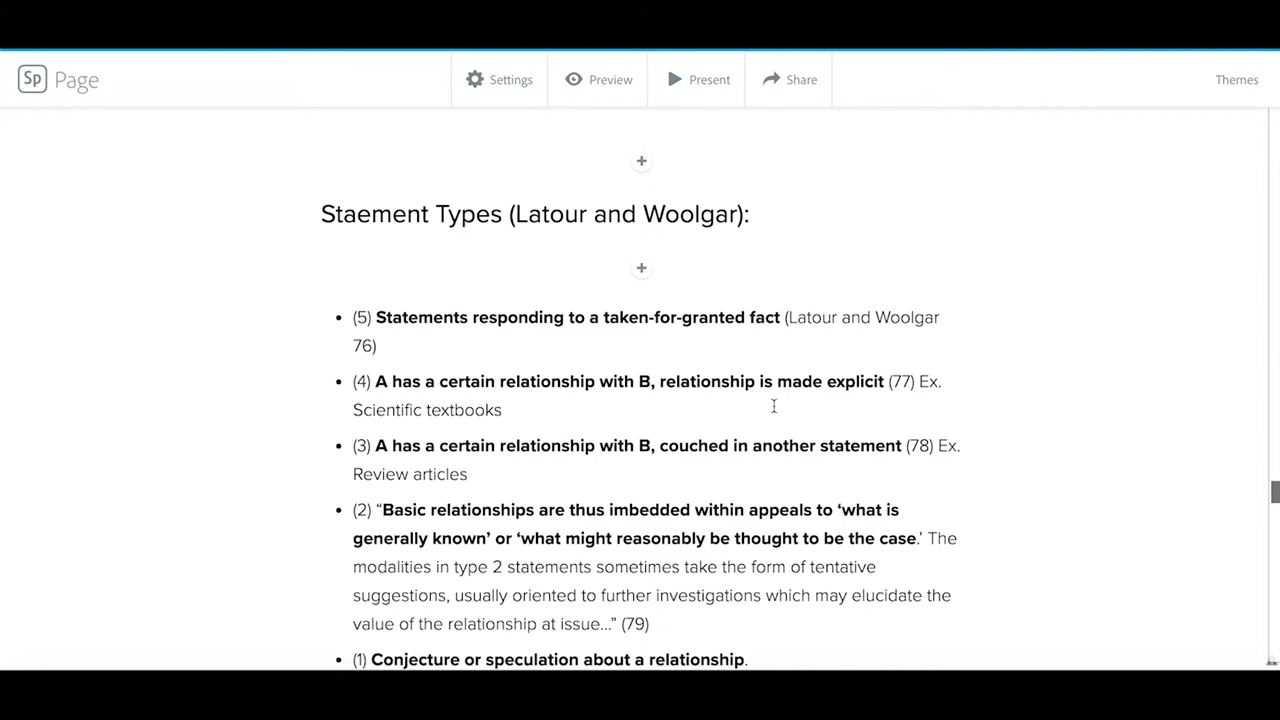 Sp Page Settings Preview Present Share Themes
+
Staement Types (Latour and Woolgar):
+
• (5) Statements responding to a taken-for-granted fact (Latour and Woolgar
76)
• (4) A has a certain relationship with B, relationship is made explicit (77) Ex.
Scientific textbooks
• (3) A has a certain relationship with B, couched in another statement (78) Ex.
Review articles
• (2) “Basic relationships are thus imbedded within appeals to ‘what is
generally known’ or ‘what might reasonably be thought to be the case.’ The
modalities in type 2 statements sometimes take the form of tentative
suggestions, usually oriented to further investigations which may elucidate the
value of the relationship at issue...” (79)
• (1) Conjecture or speculation about a relationship.